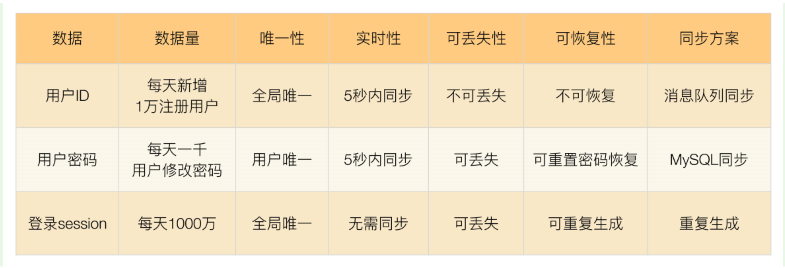 数据 数据量 唯一性 实时性 可丢失性 可恢复性 同步方案
用户ID 每天新增 1万注册用户 全局唯一 5秒内同步 不可丢失 不可恢复 消息队列同步
用户密码 每天一千 用户修改密码 用户唯一 5秒内同步 可丢失 可重置密码恢复 MySQL同步
登录session 每天1000万 全局唯一 无需同步 可丢失 可重复生成 重复生成